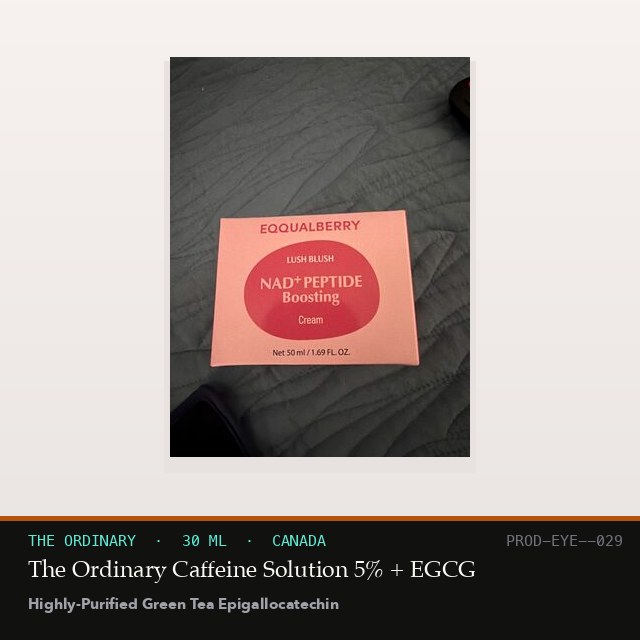 EQQUALBERRY
LUSH BLUSH
NAD+ PEPTIDE
Boosting
Cream
Net 50 ml / 1.69 FL. OZ.
THE ORDINARY · 30 ML · CANADA
PROD—EYE——029
The Ordinary Caffeine Solution 5% + EGCG
Highly-Purified Green Tea Epigallocatechin